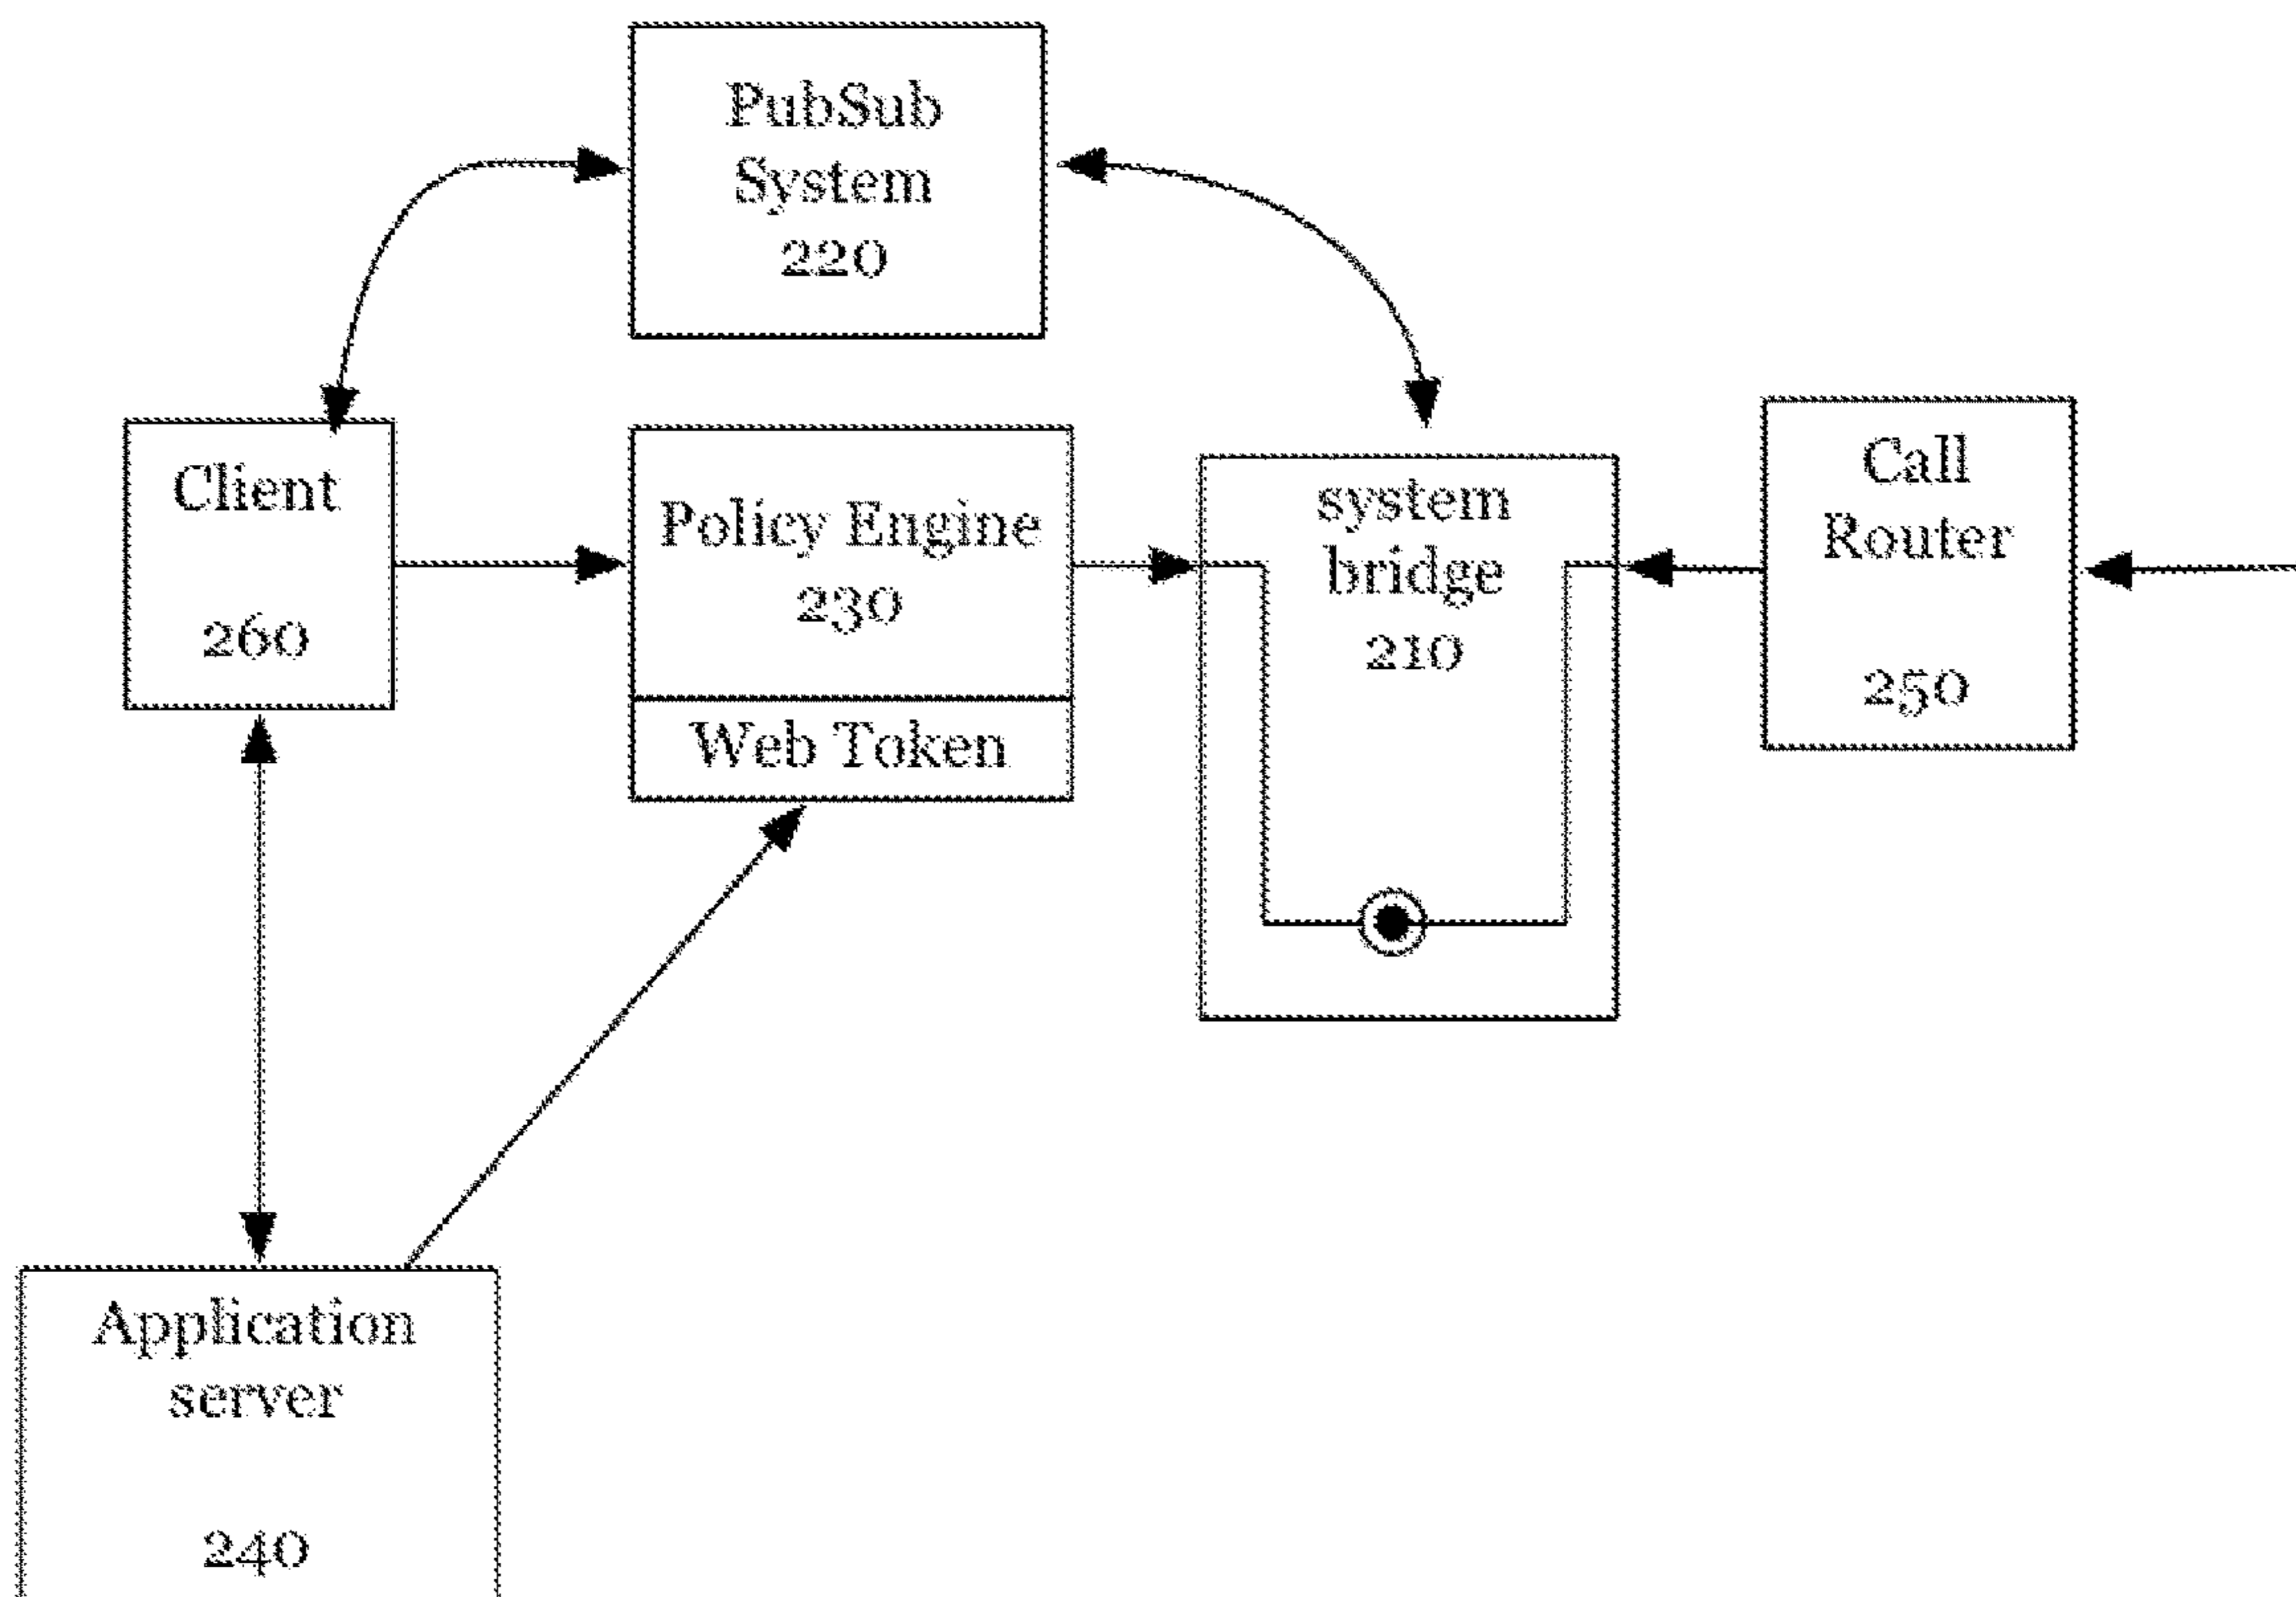 PubSub
System
220
Client
260
Policy Engine
230
Web Token
system
bridge
210
Call
Router
250
Application
server
240